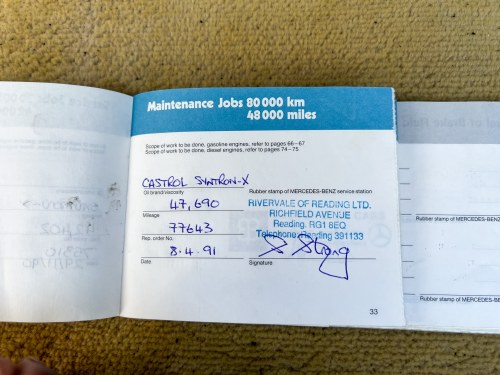 Maintenance Jobs 80 000 km
48 000 miles
Scope of work to be done, gasoline engines, refer to pages 66–67
Scope of work to be done, diesel engines, refer to pages 74–75
CASTROL SYNTRON-X
Oil brand/viscosity
47,690
Mileage
77643
Rep. order No.
8.4.91
Date
Rubber stamp of MERCEDES-BENZ service station
RIVERVALE OF READING LTD.
RICHFIELD AVENUE
Reading. RG1 8EQ
Telephone: Reading 391133
S Strong
Signature
33
Rubber stamp of MERCEDES-BENZ
Rubber stamp of MERCEDES-BENZ